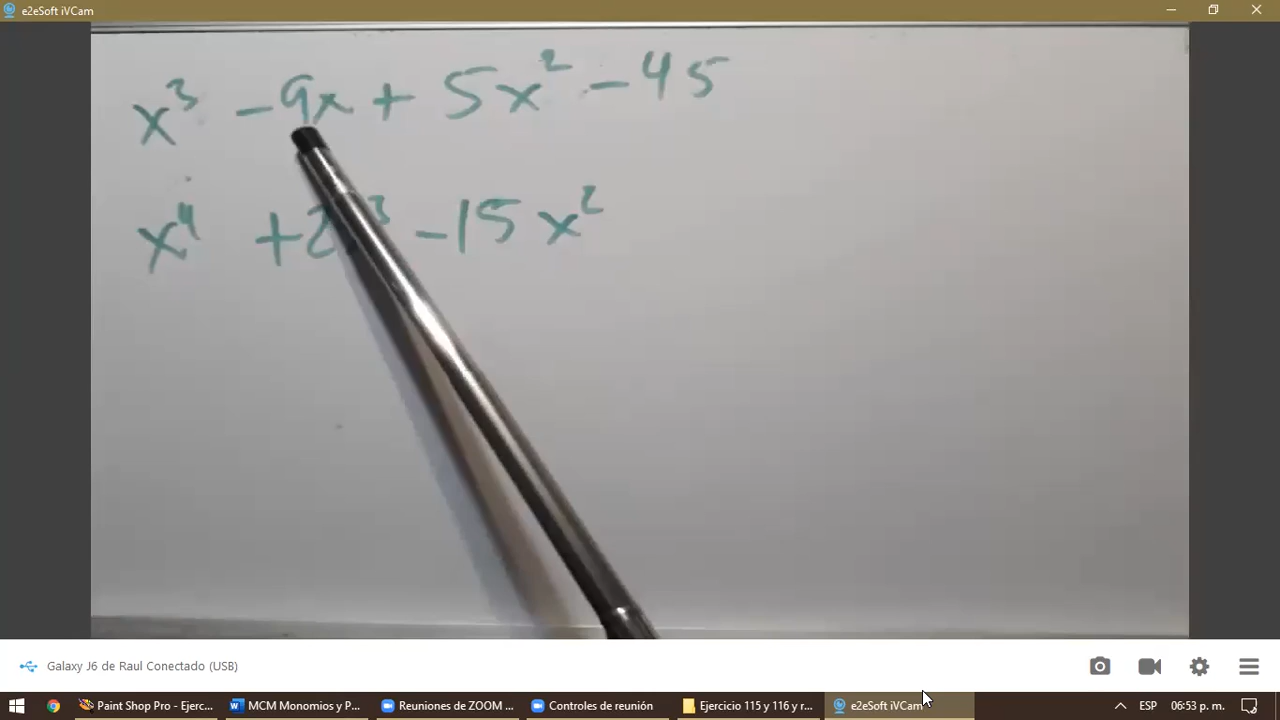 e2eSoft iVCam
x³ - 9x + 5x² - 45
x⁴ + 2 ³ - 15x²
Galaxy J6 de Raul Conectado (USB)
Paint Shop Pro - Ejerc...
MCM Monomios y P...
Reuniones de ZOOM ...
Controles de reunión
Ejercicio 115 y 116 y r...
e2eSoft iVCam
ESP
06:53 p. m.